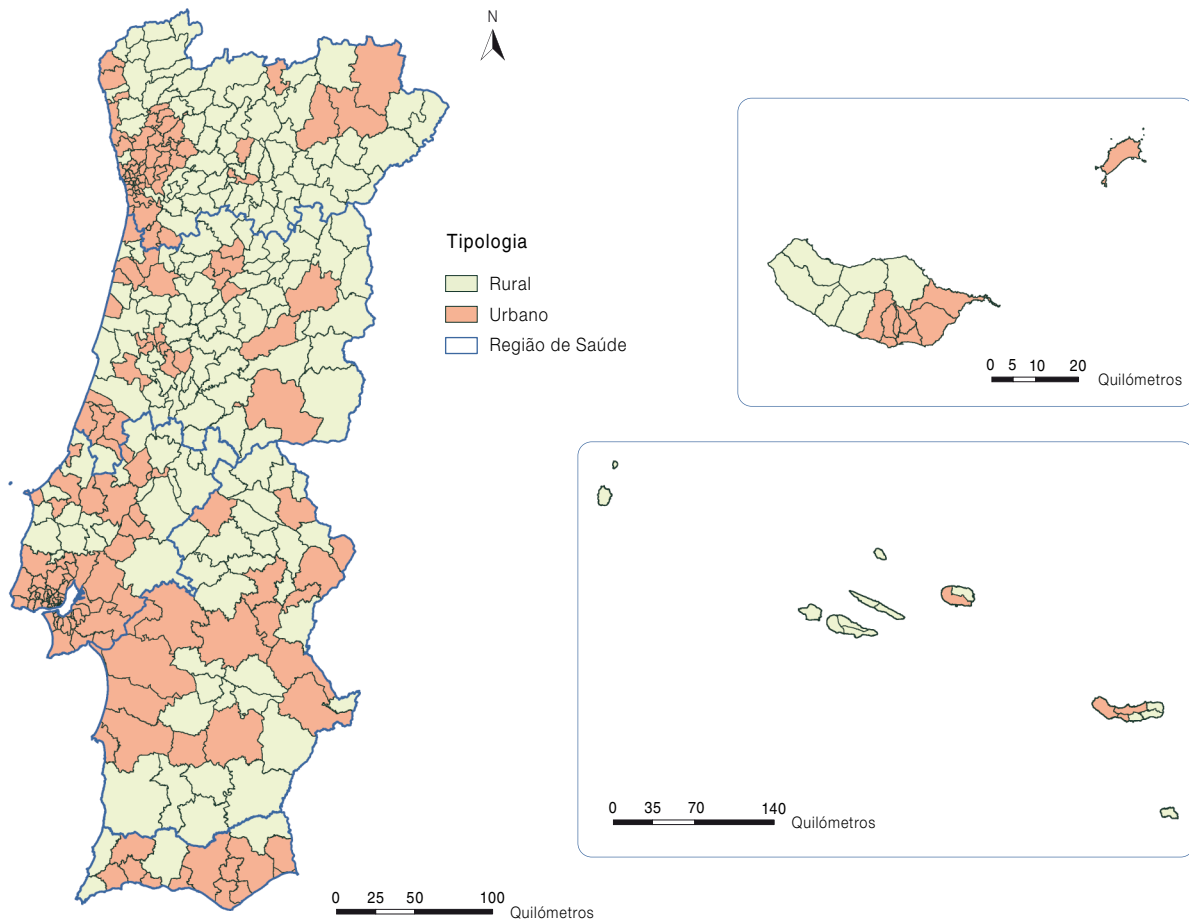 N
Tipologia
Rural
Urbano
Região de Saúde
0 5 10 20
Quilómetros
0 35 70 140
Quilómetros
0 25 50 100
Quilómetros